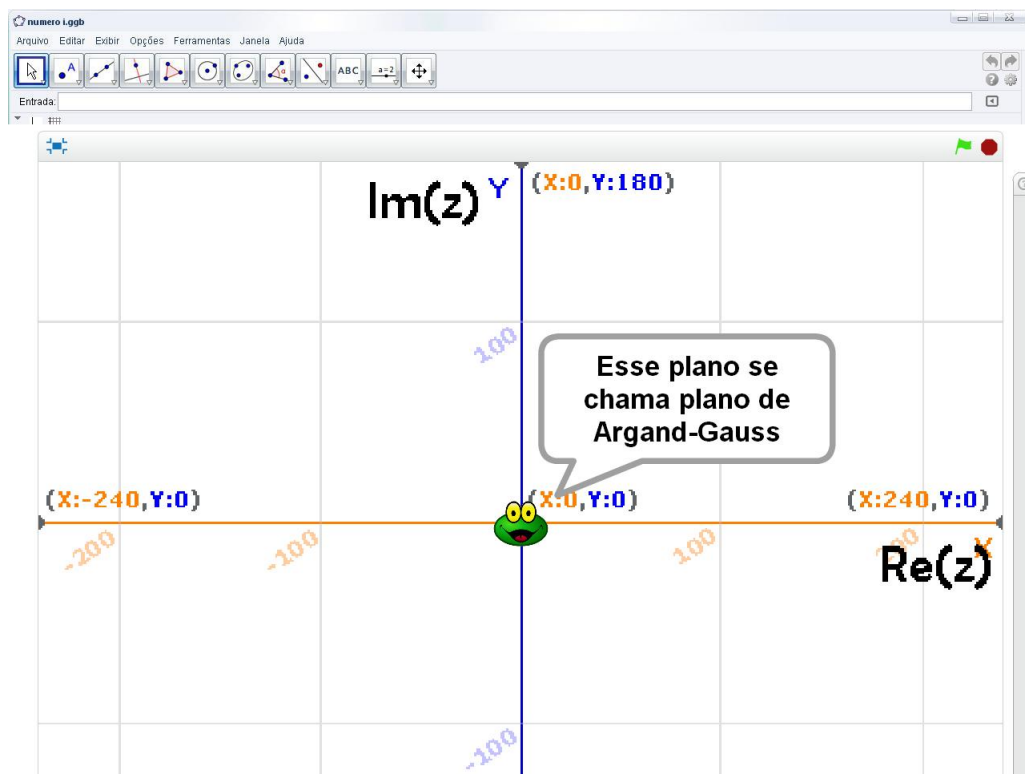 numero i.ggb
Arquivo Editar Exibir Opções Ferramentas Janela Ajuda
A
α
ABC
a=2
Entrada:
Im(z)
Y
(X:0,Y:180)
100
Esse plano se
chama plano de
Argand-Gauss
(X:-240,Y:0)
(X:0,Y:0)
(X:240,Y:0)
-200
-100
100
200
X
Re(z)
-100